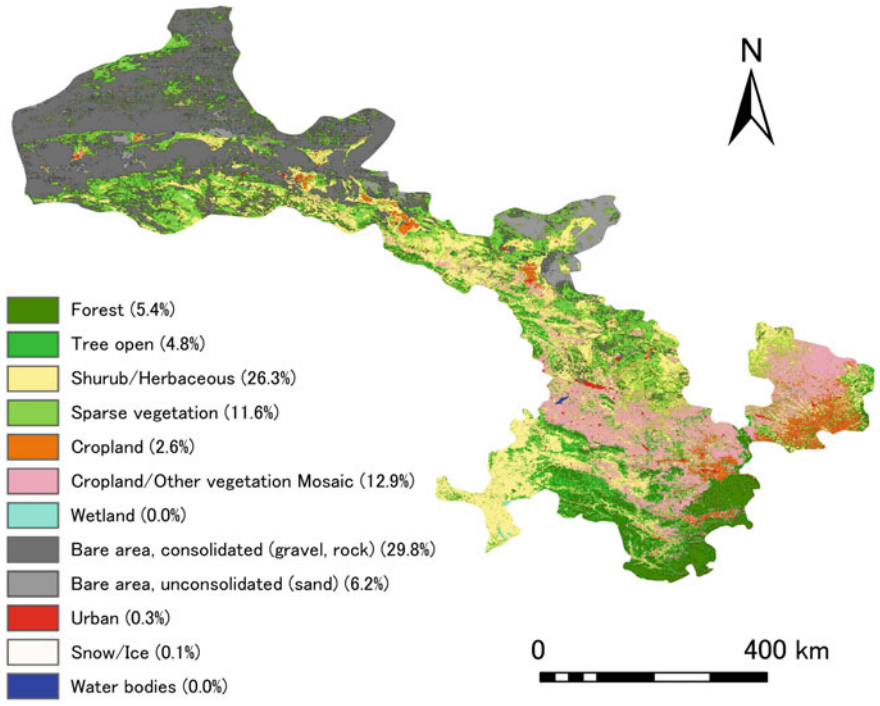 N
Forest (5.4%)
Tree open (4.8%)
Shurub/Herbaceous (26.3%)
Sparse vegetation (11.6%)
Cropland (2.6%)
Cropland/Other vegetation Mosaic (12.9%)
Wetland (0.0%)
Bare area, consolidated (gravel, rock) (29.8%)
Bare area, unconsolidated (sand) (6.2%)
Urban (0.3%)
Snow/Ice (0.1%)
Water bodies (0.0%)
0 400 km